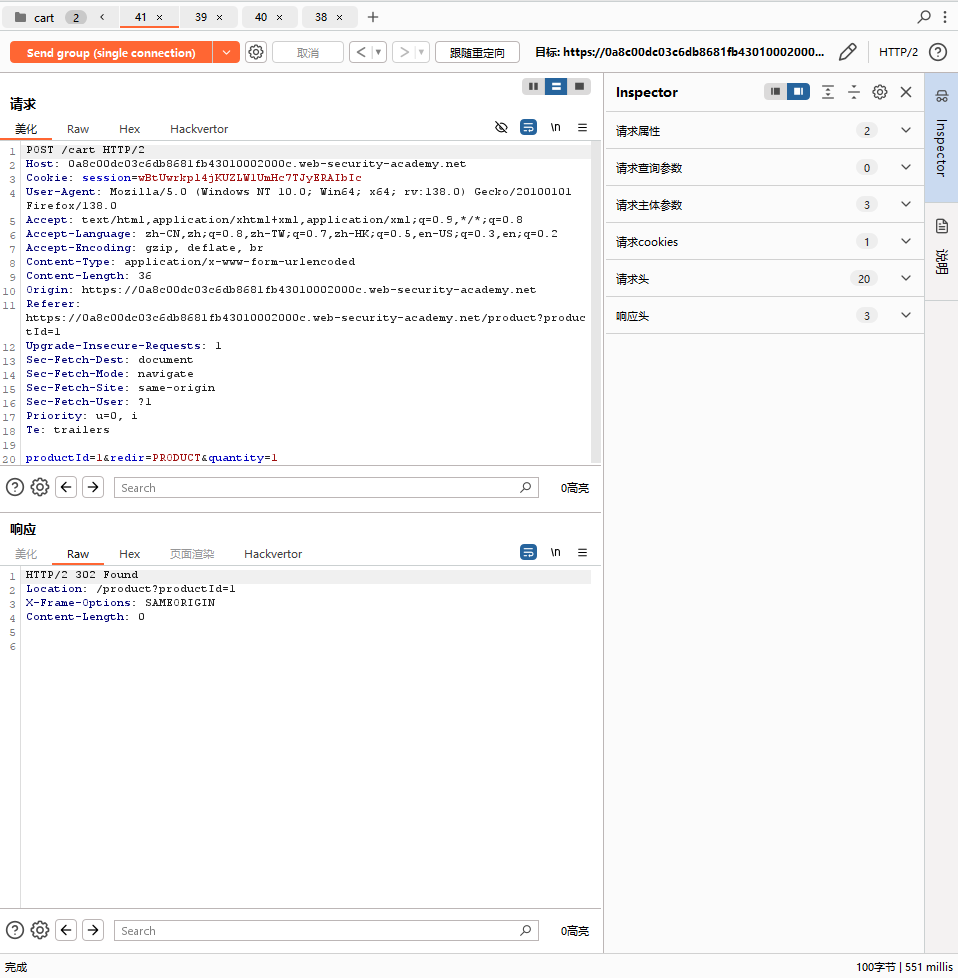 cart 2 41 × 39 × 40 × 38 ×
Send group (single connection) 取消 < > 跟随重定向 目标: https://0a8c00dc03c6db8681fb43010002000... HTTP/2
请求
美化 Raw Hex Hackvertor \n
1 POST /cart HTTP/2
2 Host: 0a8c00dc03c6db8681fb43010002000c.web-security-academy.net
3 Cookie: session=wBtUwrkpl4jKUZLWlUmHc7TJyERAIbIc
4 User-Agent: Mozilla/5.0 (Windows NT 10.0; Win64; x64; rv:138.0) Gecko/20100101
Firefox/138.0
5 Accept: text/html,application/xhtml+xml,application/xml;q=0.9,*/*;q=0.8
6 Accept-Language: zh-CN,zh;q=0.8,zh-TW;q=0.7,zh-HK;q=0.5,en-US;q=0.3,en;q=0.2
7 Accept-Encoding: gzip, deflate, br
8 Content-Type: application/x-www-form-urlencoded
9 Content-Length: 36
10 Origin: https://0a8c00dc03c6db8681fb43010002000c.web-security-academy.net
11 Referer:
https://0a8c00dc03c6db8681fb43010002000c.web-security-academy.net/product?produc
tId=1
12 Upgrade-Insecure-Requests: 1
13 Sec-Fetch-Dest: document
14 Sec-Fetch-Mode: navigate
15 Sec-Fetch-Site: same-origin
16 Sec-Fetch-User: ?1
17 Priority: u=0, i
18 Te: trailers
19
20 productId=1&redir=PRODUCT&quantity=1
Search 0高亮
响应
美化 Raw Hex 页面渲染 Hackvertor \n
1 HTTP/2 302 Found
2 Location: /product?productId=1
3 X-Frame-Options: SAMEORIGIN
4 Content-Length: 0
5
6
Search 0高亮
Inspector
请求属性 2
请求查询参数 0
请求主体参数 3
请求cookies 1
请求头 20
响应头 3
Inspector
说明
完成 100字节 | 551 millis